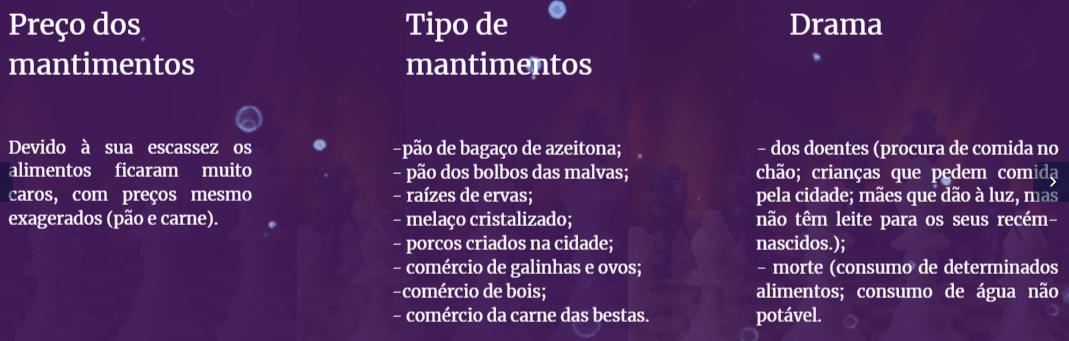 Preço dos
mantimentos
Devido à sua escassez os
alimentos ficaram muito
caros, com preços mesmo
exagerados (pão e carne).
Tipo de
mantimentos
-pão de bagaço de azeitona;
- pão dos bolbos das malvas;
- raízes de ervas;
- melaço cristalizado;
- porcos criados na cidade;
- comércio de galinhas e ovos;
-comércio de bois;
- comércio da carne das bestas.
Drama
- dos doentes (procura de comida no
chão; crianças que pedem comida
pela cidade; mães que dão à luz, mas
não têm leite para os seus recém-
nascidos.);
- morte (consumo de determinados
alimentos; consumo de água não
potável.